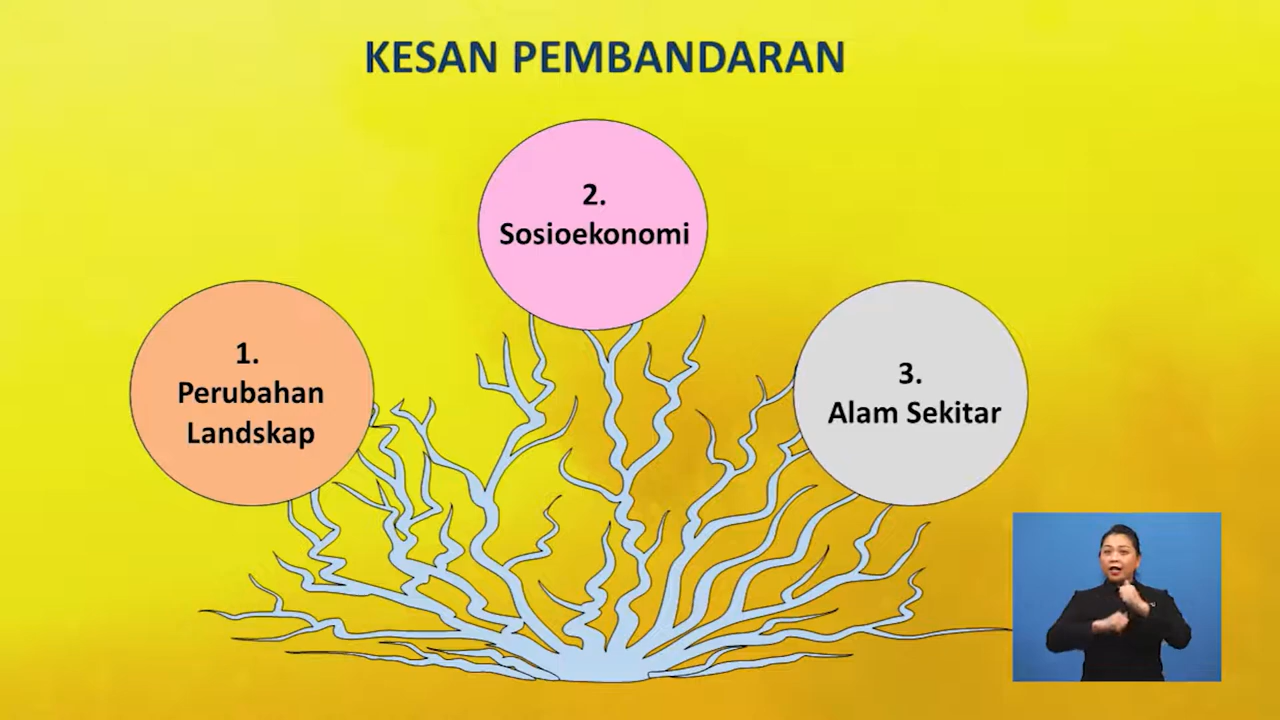 KESAN PEMBANDARAN
1.
Perubahan
Landskap
2.
Sosioekonomi
3.
Alam Sekitar